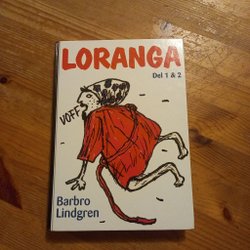 LORANGA
Del 1 & 2
VOFF
Barbro
Lindgren